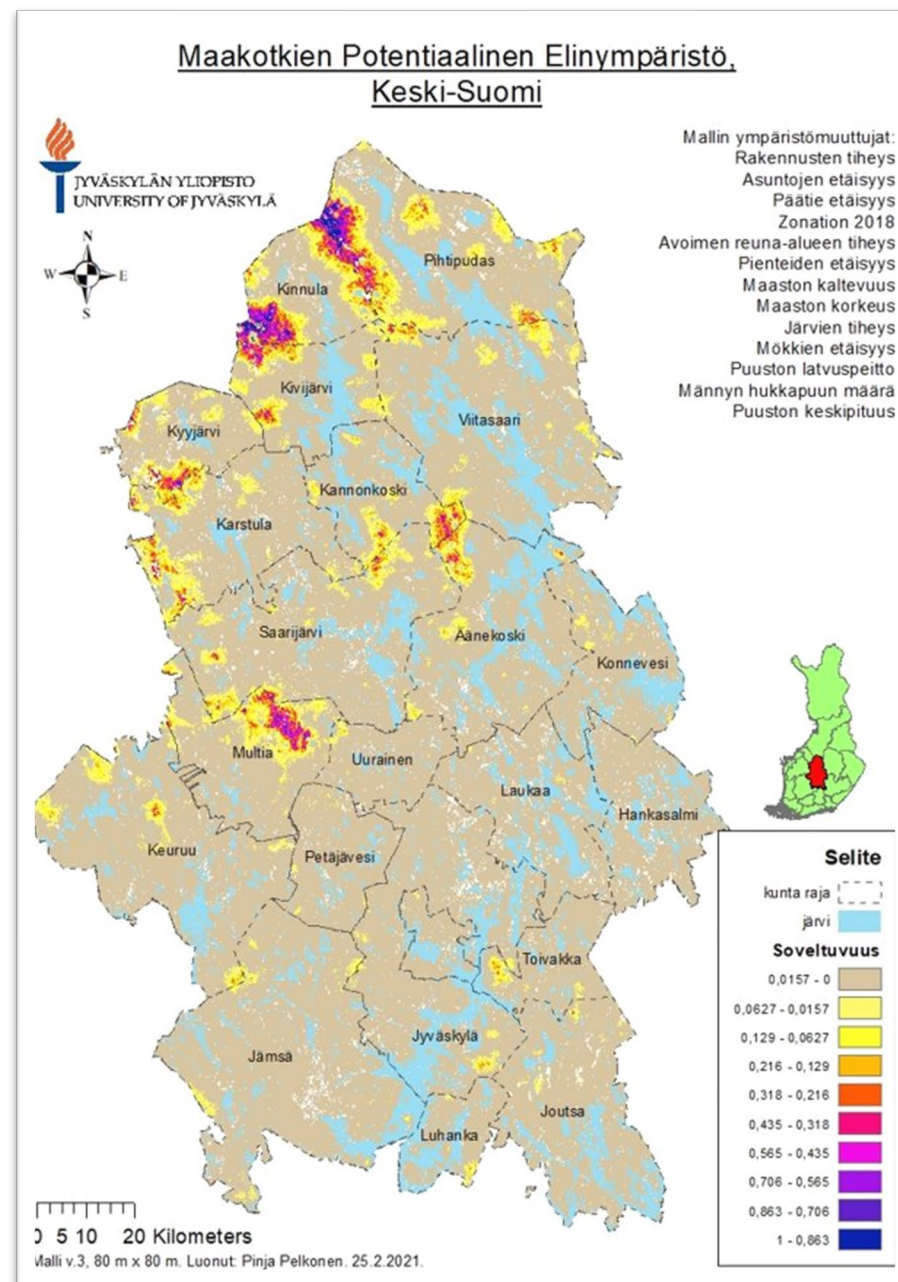 Maakotkien Potentiaalinen Elinympäristö,
Keski-Suomi
JYVÄSKYLÄN YLIOPISTO
UNIVERSITY OF JYVÄSKYLÄ
N
W E
S
Mallin ympäristömuuttujat:
Rakennusten tiheys
Asuntojen etäisyys
Päätie etäisyys
Zonation 2018
Avoimen reuna-alueen tiheys
Pienteiden etäisyys
Maaston kaltevuus
Maaston korkeus
Järvien tiheys
Mökkien etäisyys
Puuston latvuspeitto
Männyn hukkapuun määrä
Puuston keskipituus
Pihtipudas
Kinnula
Kivijärvi
Viitasaari
Kyyjärvi
Kannonkoski
Karstula
Saarijärvi
Äänekoski
Konnevesi
Multia
Uurainen
Laukaa
Hankasalmi
Keuruu
Petäjävesi
Toivakka
Jyväskylä
Jämsä
Joutsa
Luhanka
Selite
kunta raja
järvi
Soveltuvuus
0,0157 - 0
0,0627 - 0,0157
0,129 - 0,0627
0,216 - 0,129
0,318 - 0,216
0,435 - 0,318
0,565 - 0,435
0,706 - 0,565
0,863 - 0,706
1 - 0,863
0 5 10 20 Kilometers
Malli v.3, 80 m x 80 m. Luonut: Pinja Pelkonen. 25.2.2021.